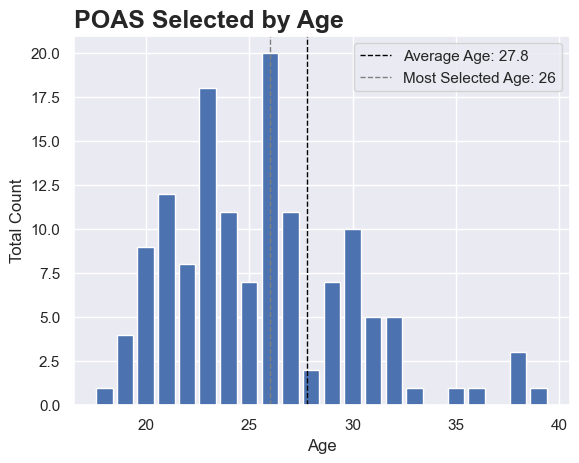 POAS Selected by Age
Average Age: 27.8
Most Selected Age: 26
20.0
17.5
15.0
12.5
10.0
7.5
5.0
2.5
0.0
Total Count
20 25 30 35 40
Age